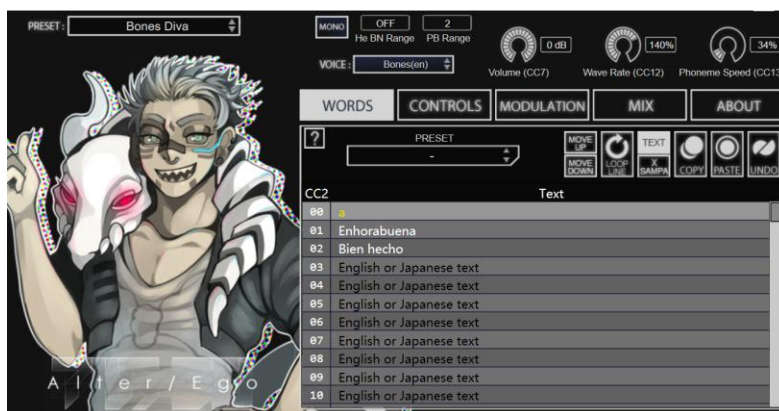 PRESET: Bones Diva
MONO OFF 2
He BN Range PB Range
0 dB 140% 34%
VOICE: Bones(en)
Volume (CC7) Wave Rate (CC12) Phoneme Speed (CC13
WORDS CONTROLS MODULATION MIX ABOUT
? PRESET
-
MOVE UP
MOVE DOWN
LOOP LINE
TEXT
X SAMPA
COPY PASTE UNDO
CC2 Text
00 a
01 Enhorabuena
02 Bien hecho
03 English or Japanese text
04 English or Japanese text
05 English or Japanese text
06 English or Japanese text
07 English or Japanese text
08 English or Japanese text
09 English or Japanese text
10 English or Japanese text
Alter/Ego